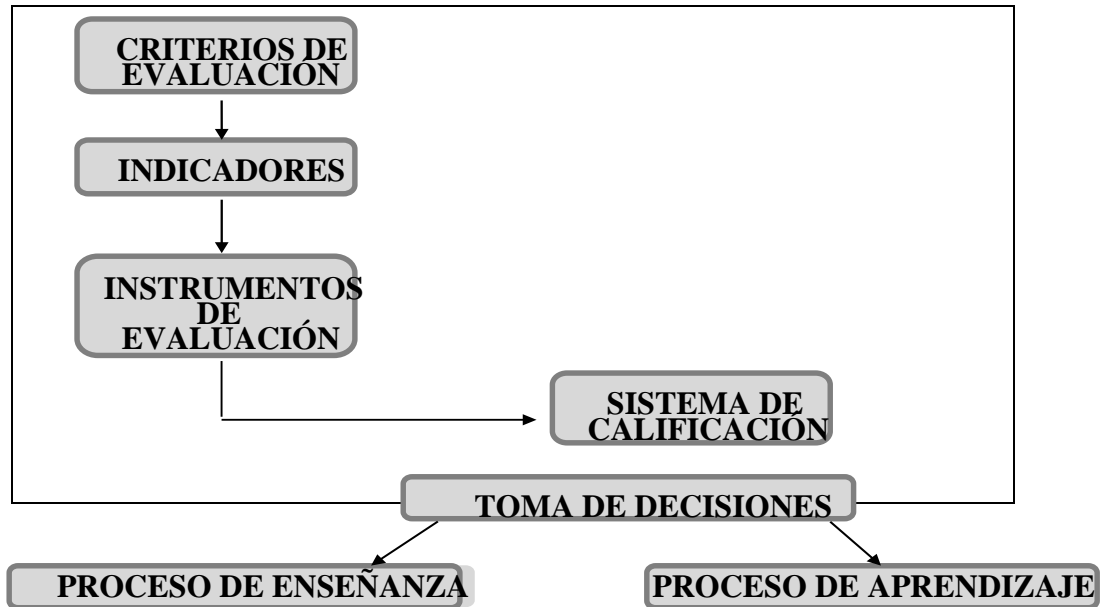 CRITERIOS DE
EVALUACIÓN
INDICADORES
INSTRUMENTOS
DE
EVALUACIÓN
SISTEMA DE
CALIFICACIÓN
TOMA DE DECISIONES
PROCESO DE ENSEÑANZA
PROCESO DE APRENDIZAJE